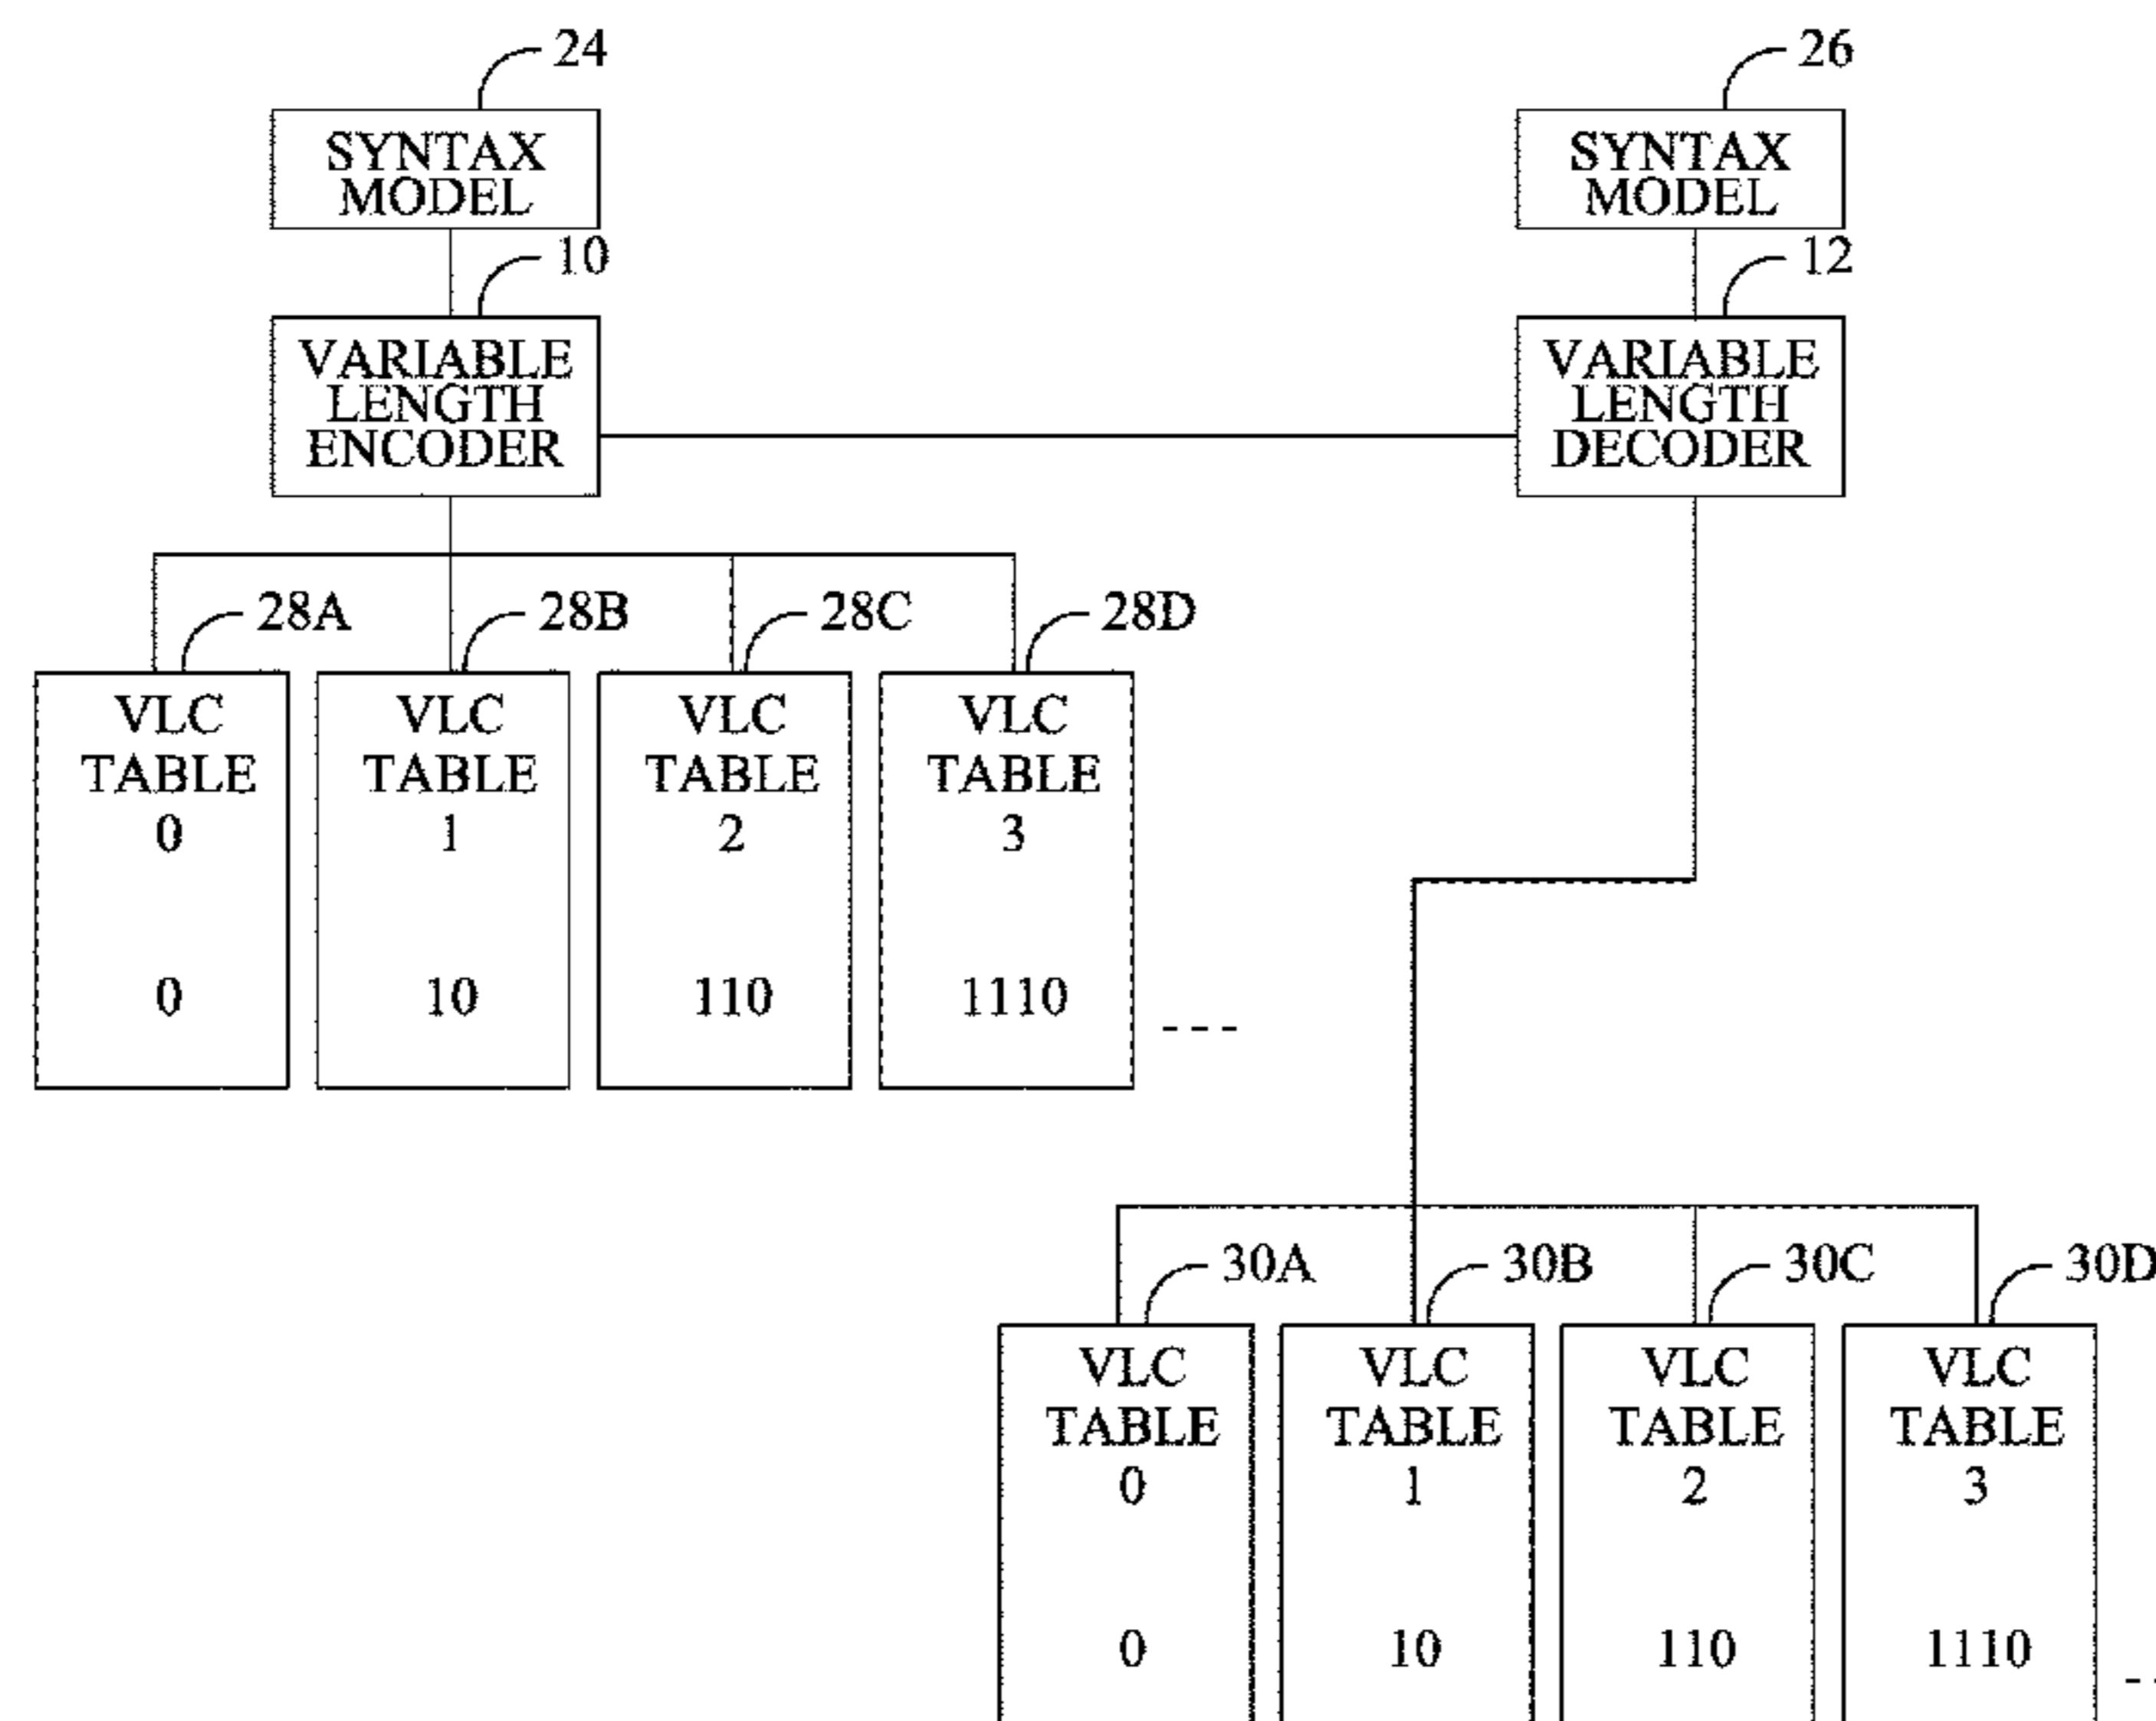 24
26
SYNTAX
MODEL
SYNTAX
MODEL
10
12
VARIABLE
LENGTH
ENCODER
VARIABLE
LENGTH
DECODER
28A
28B
28C
28D
VLC
TABLE
0
0
VLC
TABLE
1
10
VLC
TABLE
2
110
VLC
TABLE
3
1110
---
30A
30B
30C
30D
VLC
TABLE
0
0
VLC
TABLE
1
10
VLC
TABLE
2
110
VLC
TABLE
3
1110